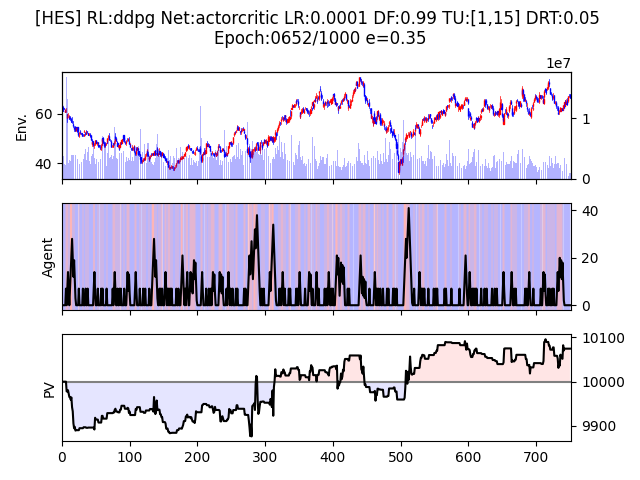 [HES] RL:ddpg Net:actorcritic LR:0.0001 DF:0.99 TU:[1,15] DRT:0.05
Epoch:0652/1000 e=0.35
1e7
Env.
60
40
1
0
Agent
40
20
0
PV
10100
10000
9900
0 100 200 300 400 500 600 700